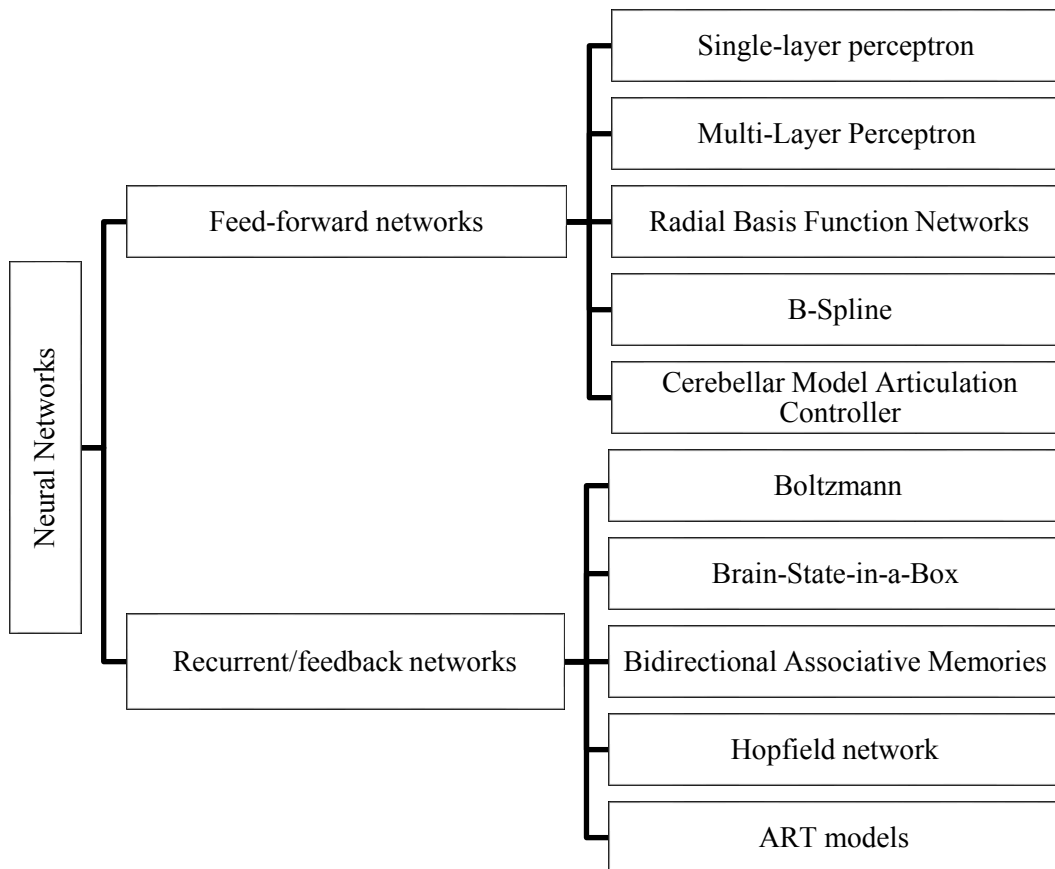 Neural Networks
Feed-forward networks
Single-layer perceptron
Multi-Layer Perceptron
Radial Basis Function Networks
B-Spline
Cerebellar Model Articulation
Controller
Recurrent/feedback networks
Boltzmann
Brain-State-in-a-Box
Bidirectional Associative Memories
Hopfield network
ART models